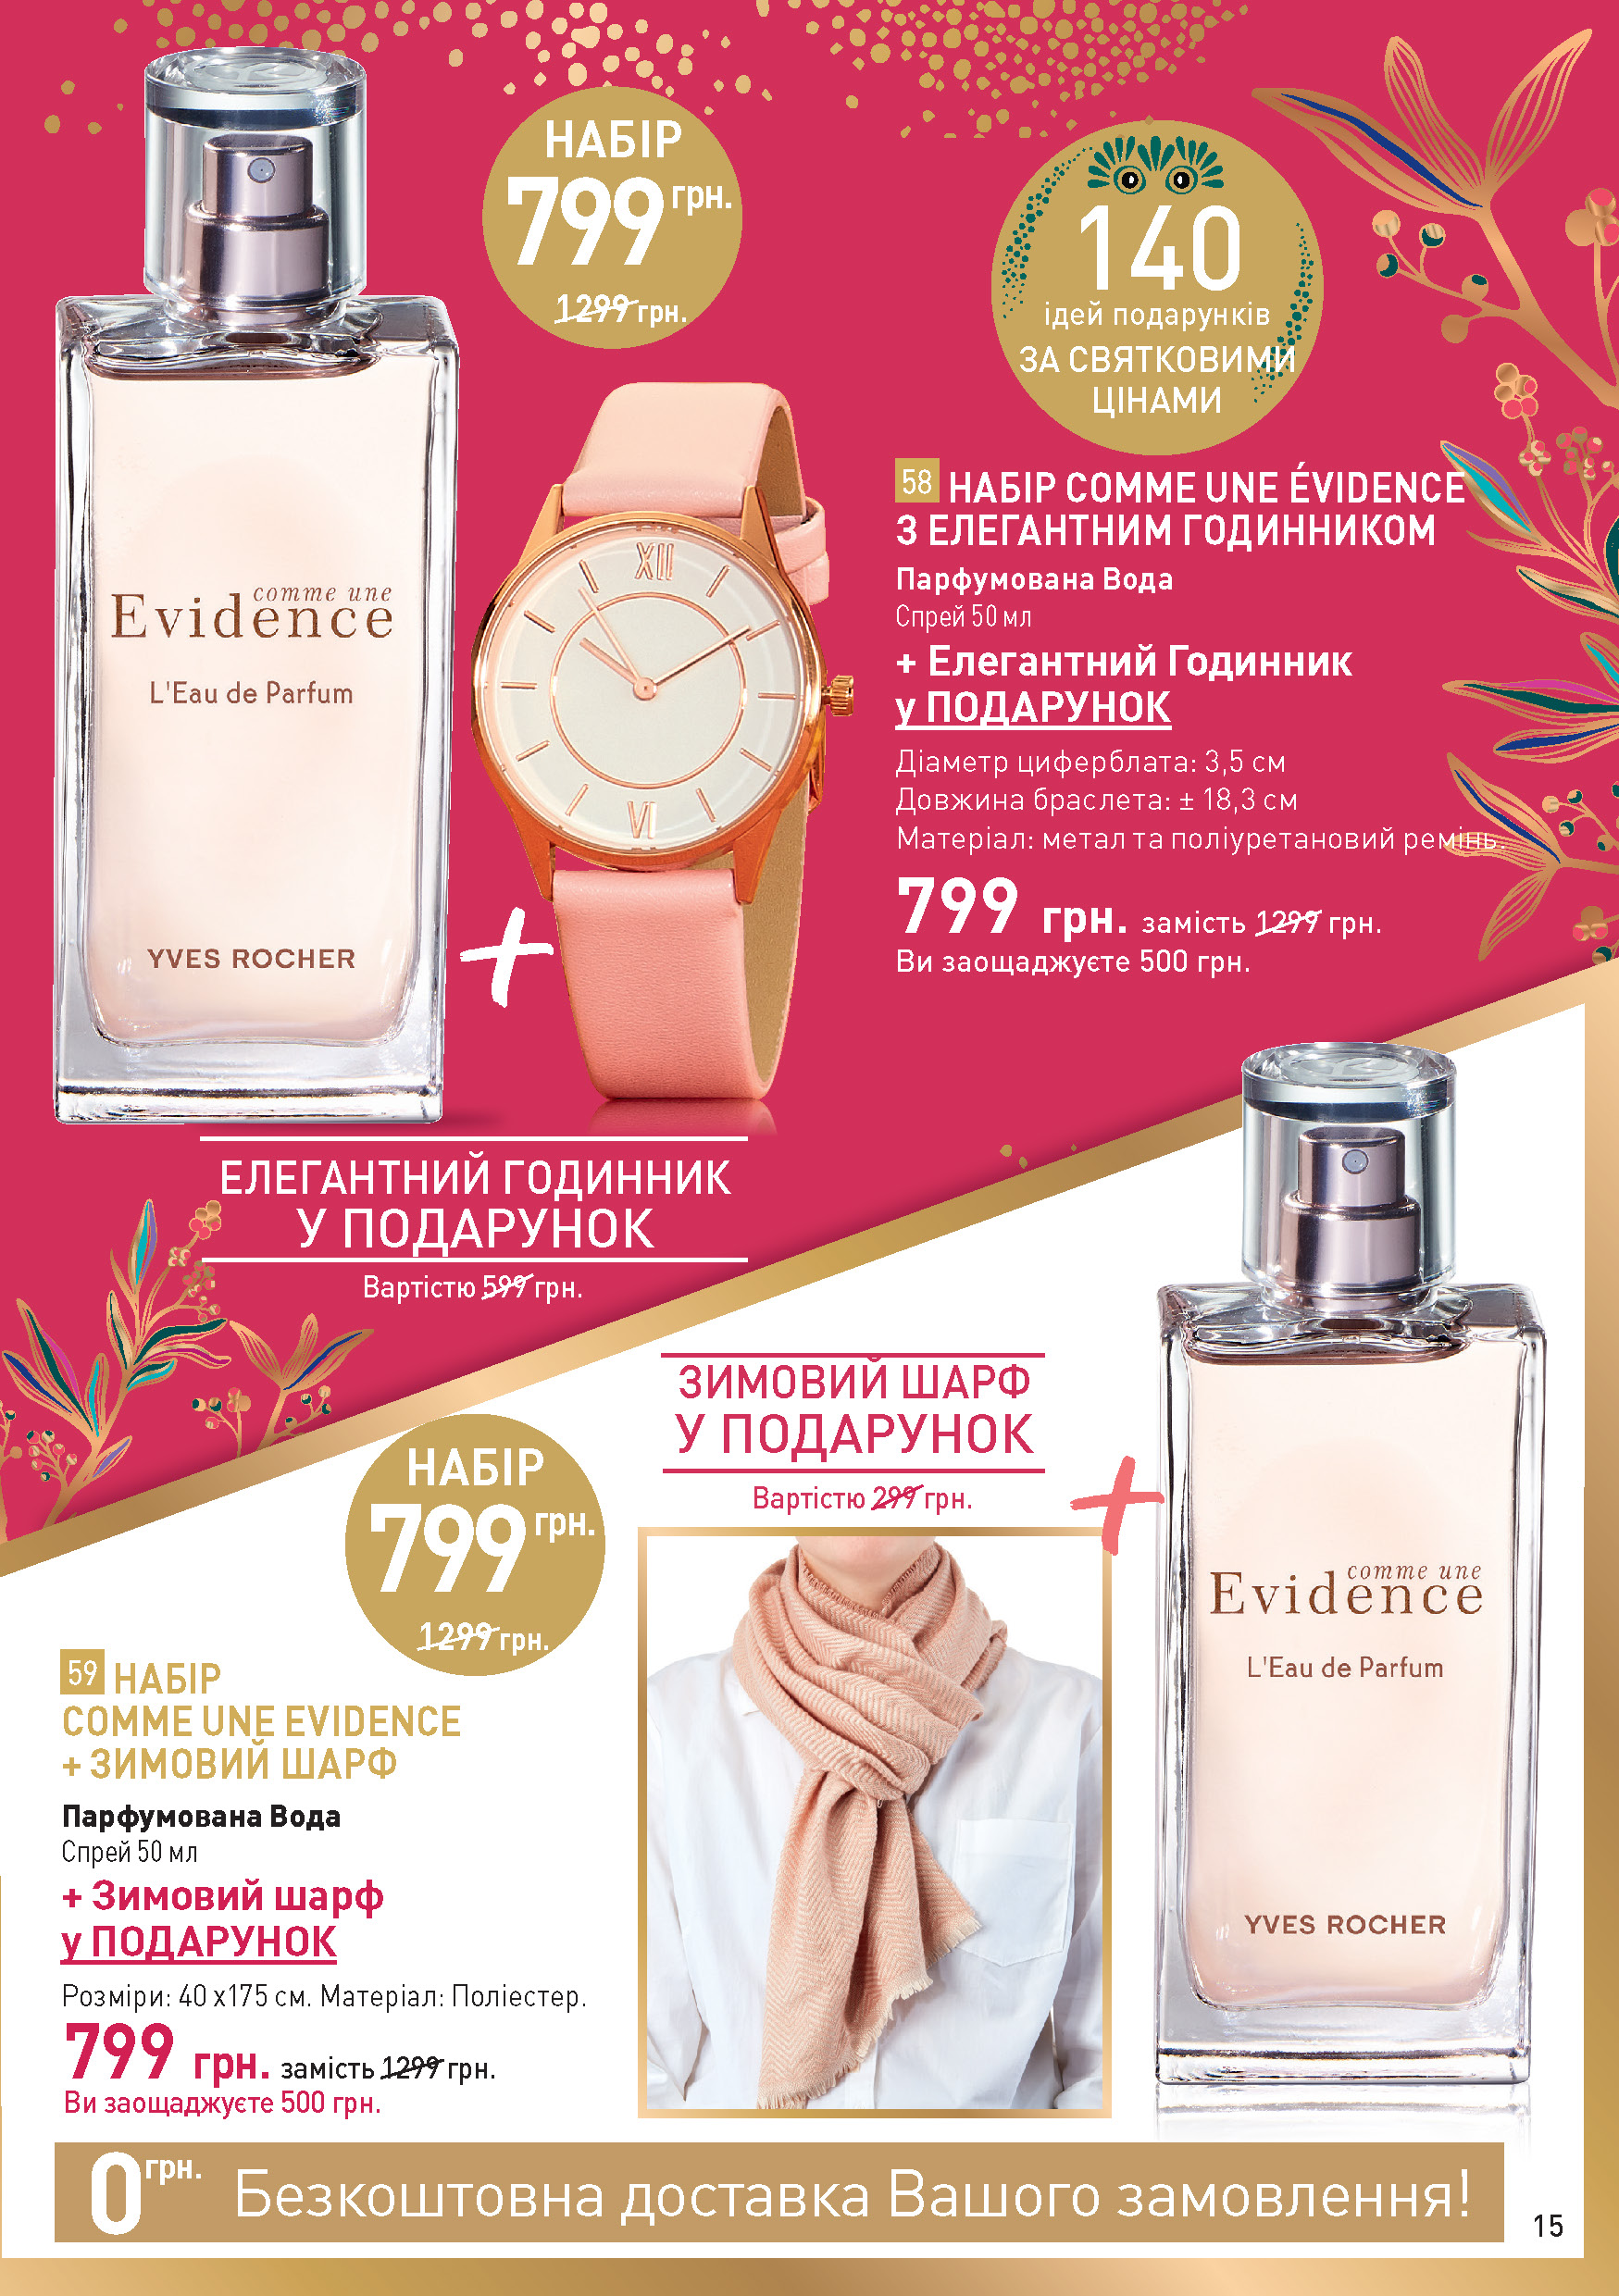 НАБІР
799 грн.
1299 грн.
140
ідей подарунків
ЗА СВЯТКОВИМИ
ЦІНАМИ
comme une
Evidence
L'Eau de Parfum
YVES ROCHER
XII
VI
58 НАБІР COMME UNE ÉVIDENCE
З ЕЛЕГАНТНИМ ГОДИННИКОМ
Парфумована Вода
Спрей 50 мл
+ Елегантний Годинник
у ПОДАРУНОК
Діаметр циферблата: 3,5 см
Довжина браслета: ± 18,3 см
Матеріал: метал та поліуретановий ремінь.
799 грн. замість 1299 грн.
Ви заощаджуєте 500 грн.
+
ЕЛЕГАНТНИЙ ГОДИННИК
У ПОДАРУНОК
Вартістю 599 грн.
ЗИМОВИЙ ШАРФ
У ПОДАРУНОК
Вартістю 299 грн.
+
НАБІР
799 грн.
1299 грн.
comme une
Evidence
L'Eau de Parfum
YVES ROCHER
59 НАБІР
COMME UNE EVIDENCE
+ ЗИМОВИЙ ШАРФ
Парфумована Вода
Спрей 50 мл
+ Зимовий шарф
у ПОДАРУНОК
Розміри: 40 x175 см. Матеріал: Поліестер.
799 грн. замість 1299 грн.
Ви заощаджуєте 500 грн.
0 грн. Безкоштовна доставка Вашого замовлення!
15